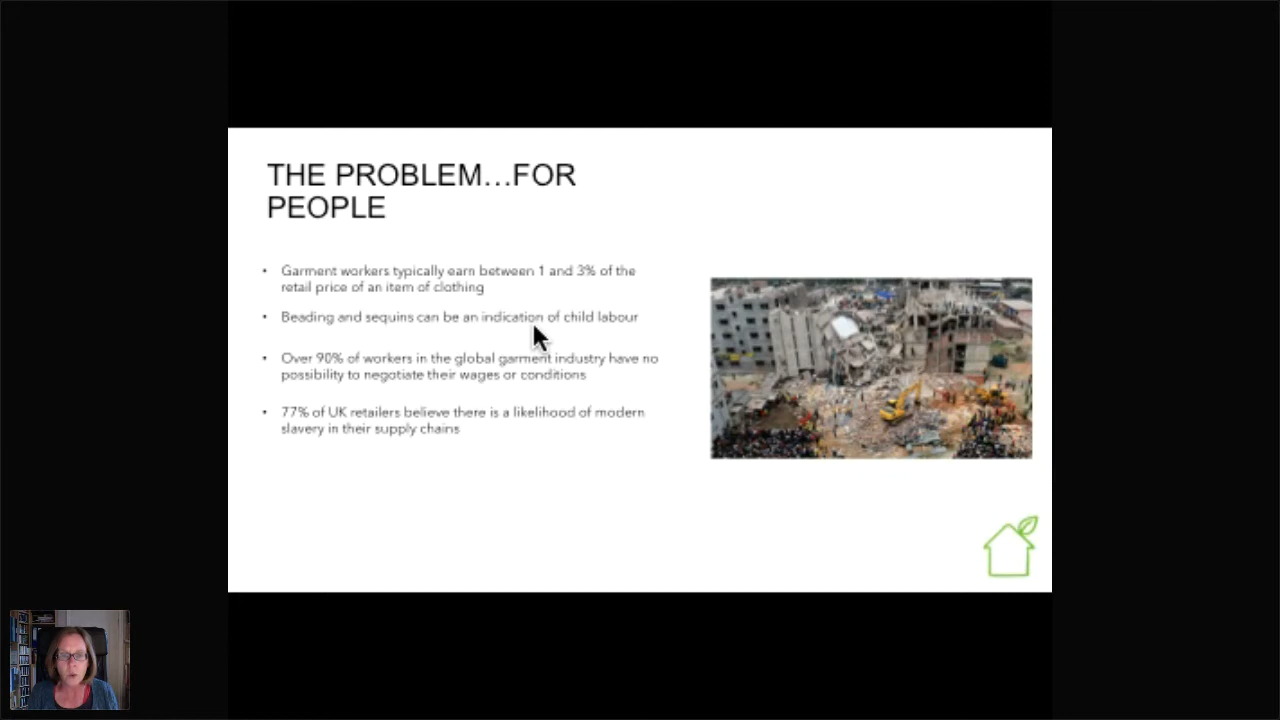 THE PROBLEM...FOR
PEOPLE
• Garment workers typically earn between 1 and 3% of the
retail price of an item of clothing
• Beading and sequins can be an indication of child labour
• Over 90% of workers in the global garment industry have no
possibility to negotiate their wages or conditions
• 77% of UK retailers believe there is a likelihood of modern
slavery in their supply chains